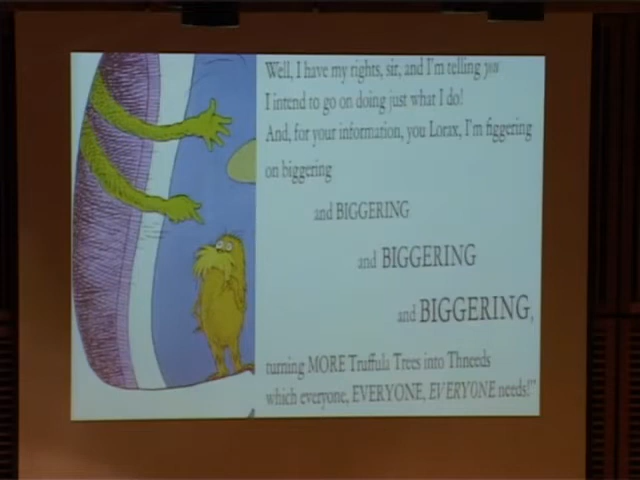 Well, I have my rights, sir, and I'm telling you
I intend to go on doing just what I do!
And, for your information, you Lorax, I'm figgering
on biggering
and BIGGERING
and BIGGERING
and BIGGERING,
turning MORE Truffula Trees into Thneeds
which everyone, EVERYONE, EVERYONE needs!"